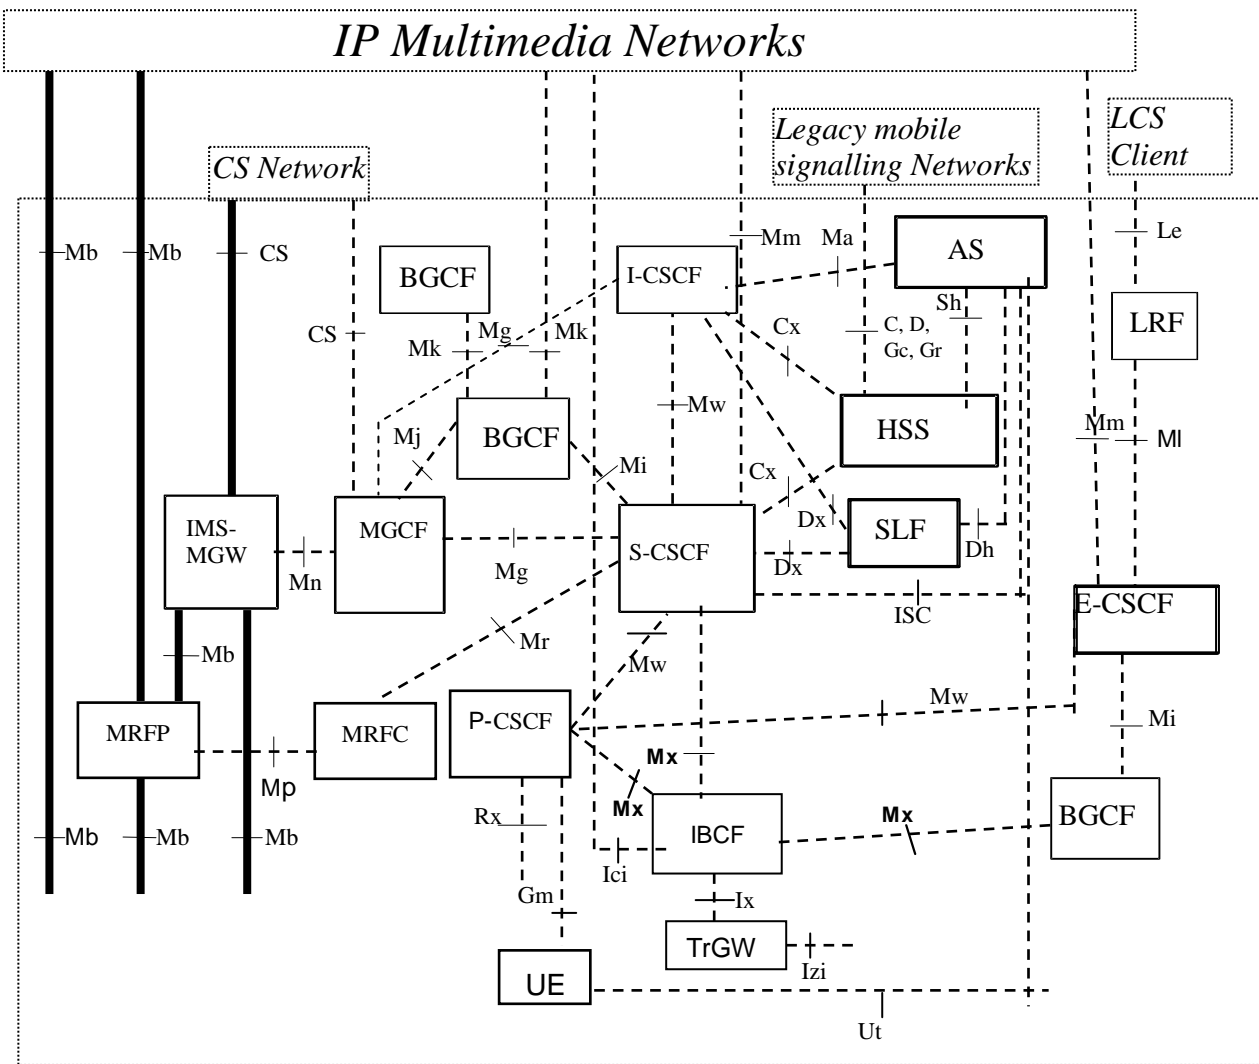 IP Multimedia Networks
Legacy mobile
signalling Networks
LCS
Client
CS Network
Mb
Mb
CS
Mm
Ma
AS
Le
BGCF
I-CSCF
Sh
LRF
CS
Mk
Mg
Mk
Cx
C, D,
Gc, Gr
Mw
HSS
Mm
Ml
Mj
BGCF
Mi
Cx
IMS-
MGW
MGCF
S-CSCF
Dx
SLF
Dh
Mn
Mg
Dx
ISC
E-CSCF
Mb
Mr
Mw
Mw
Mi
MRFP
MRFC
P-CSCF
Mx
Mp
Mx
Rx
IBCF
Mx
BGCF
Mb
Mb
Mb
Ici
Gm
Ix
TrGW
Izi
UE
Ut